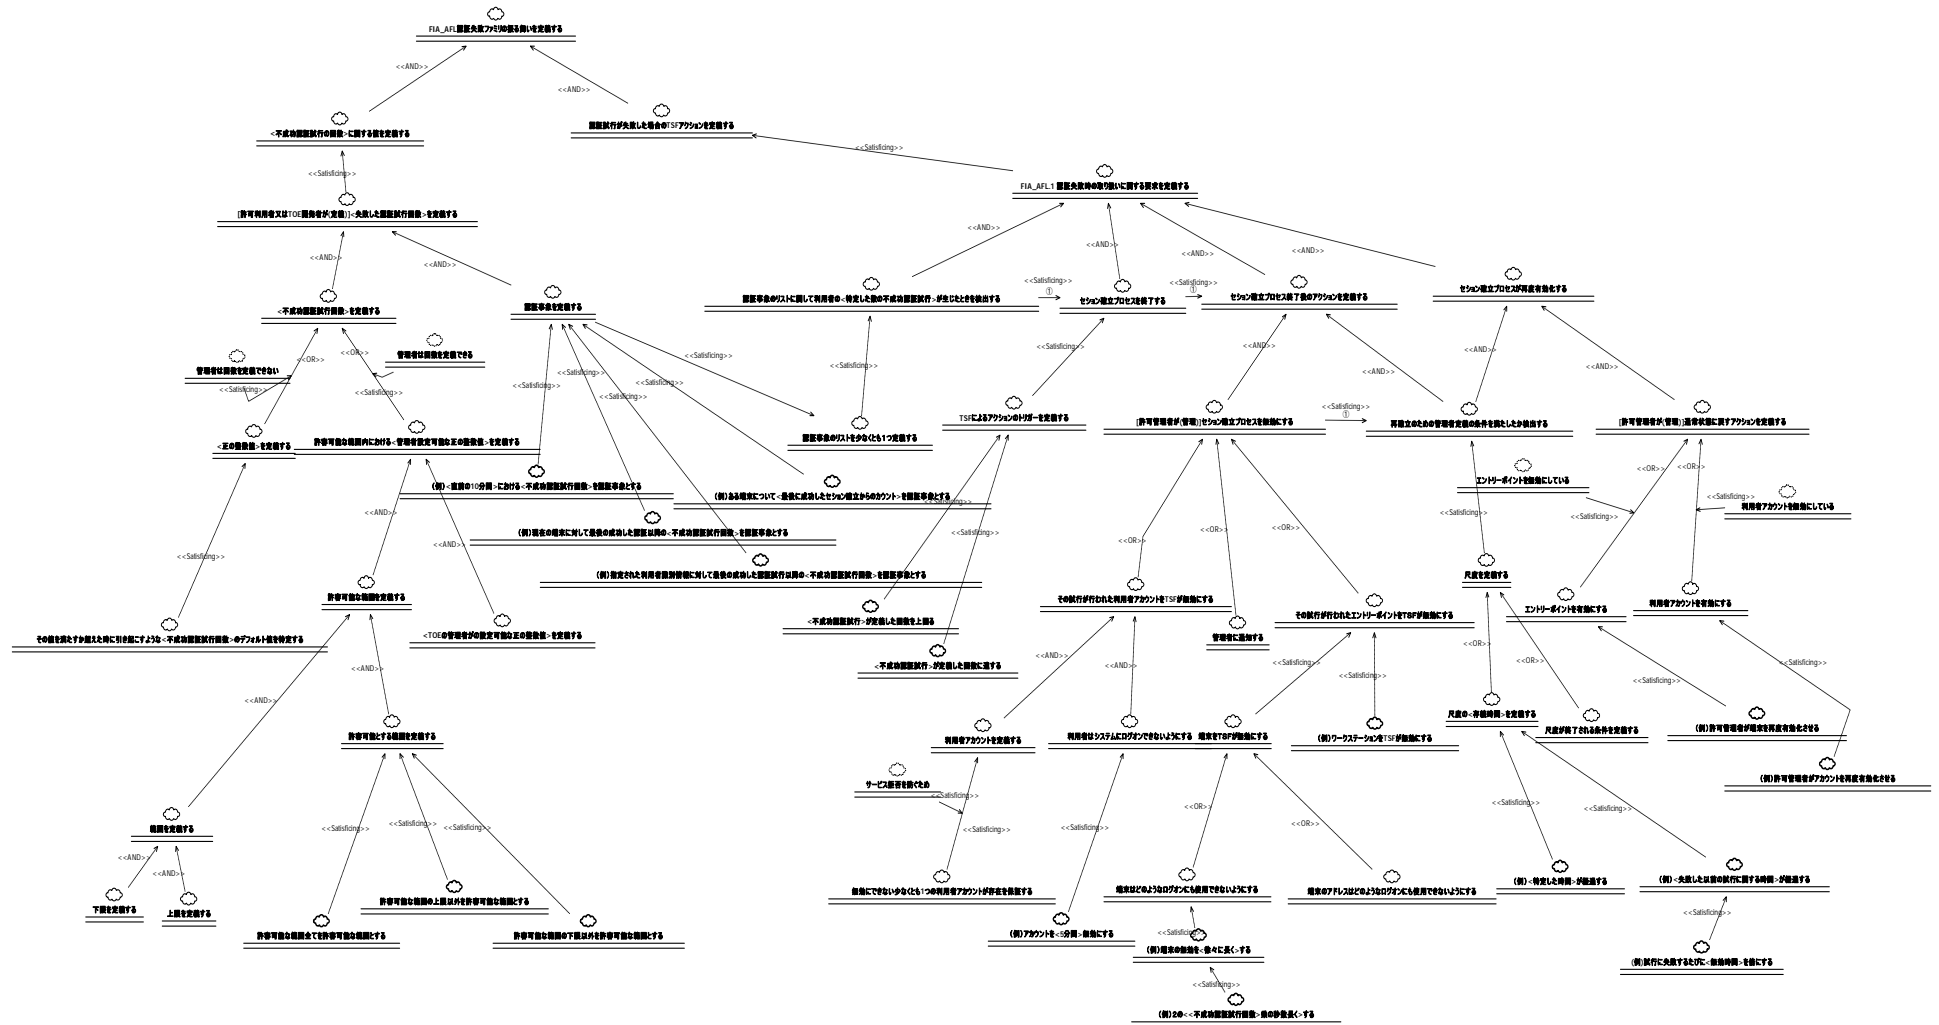 FIA_AFL認証失敗ファミリの振る舞いを定義する
<<AND>>
<<AND>>
<不成功認証試行の回数>に関する値を定義する
認証試行が失敗した場合のTSFアクションを定義する
<<Satisficing>>
<<Satisficing>>
FIA_AFL.1 認証失敗時の取り扱いに関する要求を定義する
[許可利用者又はTOE開発者が(定義)]<失敗した認証試行回数>を定義する
<<AND>>
<<AND>>
<<AND>>
<<AND>>
<<AND>>
<<AND>>
<不成功認証試行回数>を定義する
認証事象を定義する
認証事象のリストに関して利用者の<特定した数の不成功認証試行>が生じたときを検出する
<<Satisficing>>
①
セション確立プロセスを終了する
<<Satisficing>>
①
セション確立プロセス終了後のアクションを定義する
セション確立プロセスが再度有効化する
管理者は回数を定義できない
<<Satisficing>>
<<OR>>
<<OR>>
管理者は回数を定義できる
<<Satisficing>>
<<Satisficing>>
<<Satisficing>>
<<Satisficing>>
<<Satisficing>>
<<Satisficing>>
<<Satisficing>>
<<Satisficing>>
<<AND>>
<<AND>>
<<AND>>
<<AND>>
<正の整数値>を定義する
許容可能な範囲内における<管理者設定可能な正の整数値>を定義する
認証事象のリストを少なくとも1つ定義する
TSFによるアクションのトリガーを定義する
[許可管理者が(管理)]セション確立プロセスを無効にする
<<Satisficing>>
①
再確立のための管理者定義の条件を満たしたか検出する
[許可管理者が(管理)]通常状態に戻すアクションを定義する
(例)<直前の10分間>における<不成功認証試行回数>を認証事象とする
(例)ある端末について<最後に成功したセション確立からのカウント>を認証事象とする
(例)現在の端末に対して最後の成功した認証以降の<不成功認証試行回数>を認証事象とする
(例)指定された利用者識別情報に対して最後の成功した認証試行以降の<不成功認証試行回数>を認証事象とする
<<Satisficing>>
<<Satisficing>>
エントリーポイントを無効にしている
<<OR>>
<<OR>>
<<Satisficing>>
利用者アカウントを無効にしている
<<Satisficing>>
<<Satisficing>>
<<AND>>
<<AND>>
<<OR>>
<<OR>>
<<OR>>
許容可能な範囲を定義する
その値を満たすか超えた時に引き起こすような<不成功認証試行回数>のデフォルト値を特定する
<TOEの管理者がの設定可能な正の整数値>を定義する
<不成功認証試行>が定義した回数を上回る
<不成功認証試行>が定義した回数に達する
その試行が行われた利用者アカウントをTSFが無効にする
管理者に通知する
その試行が行われたエントリーポイントをTSFが無効にする
尺度を定義する
エントリーポイントを有効にする
利用者アカウントを有効にする
<<AND>>
<<AND>>
<<AND>>
<<AND>>
<<Satisficing>>
<<Satisficing>>
<<OR>>
<<OR>>
<<Satisficing>>
<<Satisficing>>
許容可能とする範囲を定義する
利用者アカウントを定義する
利用者はシステムにログオンできないようにする
端末をTSFが無効にする
(例)ワークステーションをTSFが無効にする
尺度の<存続時間>を定義する
尺度が終了される条件を定義する
(例)許可管理者が端末を再度有効化させる
(例)許可管理者がアカウントを再度有効化させる
サービス拒否を防ぐため
<<Satisficing>>
<<Satisficing>>
<<Satisficing>>
<<OR>>
<<OR>>
<<Satisficing>>
<<Satisficing>>
範囲を定義する
<<Satisficing>>
<<Satisficing>>
<<Satisficing>>
<<AND>>
<<AND>>
下限を定義する
上限を定義する
許容可能な範囲全てを許容可能な範囲とする
許容可能な範囲の上限以外を許容可能な範囲とする
許容可能な範囲の下限以外を許容可能な範囲とする
無効にできない少なくとも1つの利用者アカウントが存在を保証する
(例)アカウントを<5分間>無効にする
端末はどのようなログオンにも使用できないようにする
端末のアドレスはどのようなログオンにも使用できないようにする
<<Satisficing>>
(例)端末の無効を<徐々に長く>する
<<Satisficing>>
(例)2の<<不成功認証試行回数>乗の秒数長く>する
(例)<特定した時間>が経過する
(例)<失敗した以前の試行に関する時間>が経過する
<<Satisficing>>
(例)試行に失敗するたびに<無効時間>を倍にする